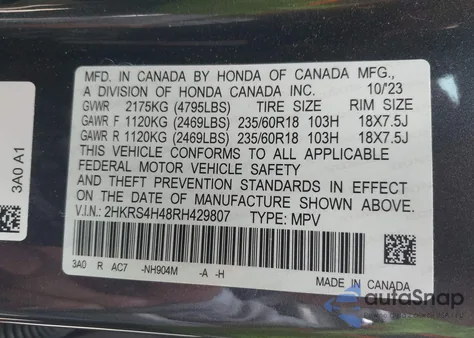 MFD. IN CANADA BY HONDA OF CANADA MFG.,
A DIVISION OF HONDA CANADA INC. 10/'23
GVWR 2175KG (4795LBS) TIRE SIZE RIM SIZE
GAWR F 1120KG (2469LBS) 235/60R18 103H 18X7.5J
GAWR R 1120KG (2469LBS) 235/60R18 103H 18X7.5J
THIS VEHICLE CONFORMS TO ALL APPLICABLE
FEDERAL MOTOR VEHICLE SAFETY
AND THEFT PREVENTION STANDARDS IN EFFECT
ON THE DATE OF MANUFACTURE SHOWN ABOVE.
V.I.N.: 2HKRS4H48RH429807 TYPE: MPV
3A0 R AC7 -NH904M -A -H
MADE IN CANADA
3A0 A1
autoSnap